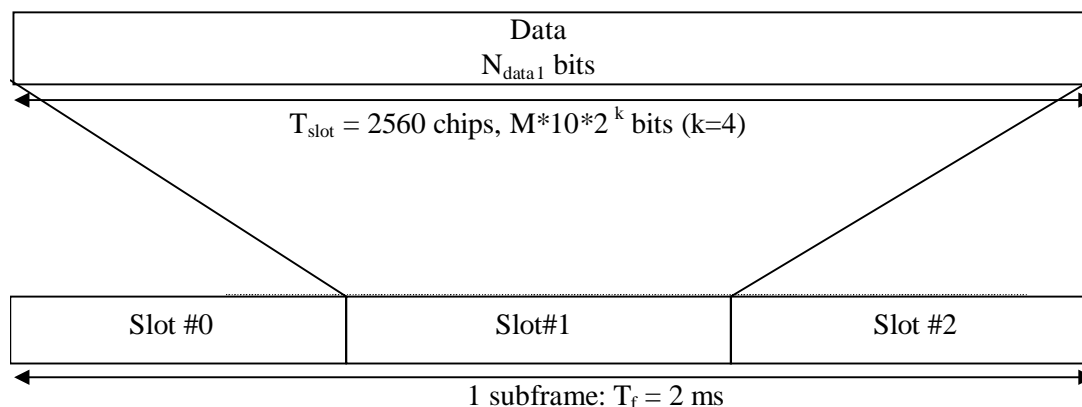 Data
N_data1 bits
T_slot = 2560 chips, M*10*2^k bits (k=4)
Slot #0
Slot#1
Slot #2
1 subframe: T_f = 2 ms